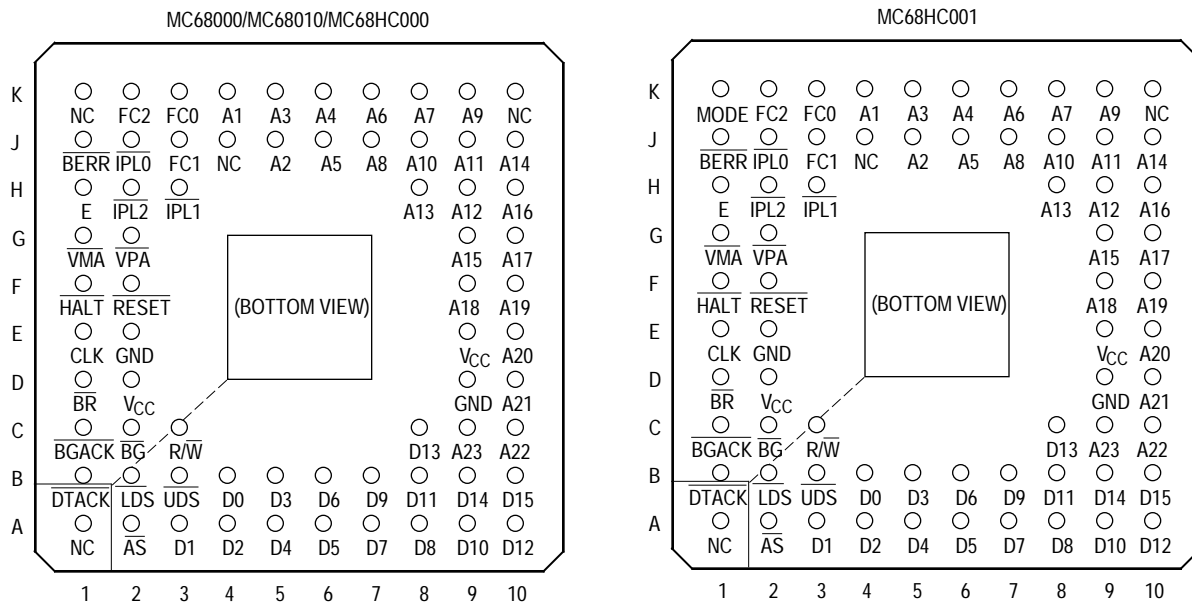 MC68000/MC68010/MC68HC000
K
NC FC2 FC0 A1 A3 A4 A6 A7 A9 NC
J
BERR IPL0 FC1 NC A2 A5 A8 A10 A11 A14
H
E IPL2 IPL1 A13 A12 A16
G
VMA VPA A15 A17
F
HALT RESET (BOTTOM VIEW) A18 A19
E
CLK GND VCC A20
D
BR VCC GND A21
C
BGACK BG R/W D13 A23 A22
B
DTACK LDS UDS D0 D3 D6 D9 D11 D14 D15
A
NC AS D1 D2 D4 D5 D7 D8 D10 D12
1 2 3 4 5 6 7 8 9 10
MC68HC001
K
MODE FC2 FC0 A1 A3 A4 A6 A7 A9 NC
J
BERR IPL0 FC1 NC A2 A5 A8 A10 A11 A14
H
E IPL2 IPL1 A13 A12 A16
G
VMA VPA A15 A17
F
HALT RESET (BOTTOM VIEW) A18 A19
E
CLK GND VCC A20
D
BR VCC GND A21
C
BGACK BG R/W D13 A23 A22
B
DTACK LDS UDS D0 D3 D6 D9 D11 D14 D15
A
NC AS D1 D2 D4 D5 D7 D8 D10 D12
1 2 3 4 5 6 7 8 9 10